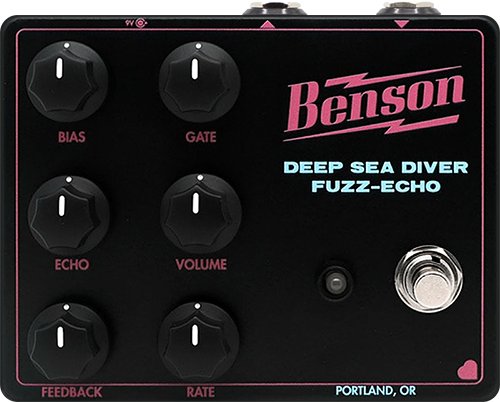 9V
Benson
BIAS
GATE
DEEP SEA DIVER
FUZZ-ECHO
ECHO
VOLUME
FEEDBACK
RATE
PORTLAND, OR